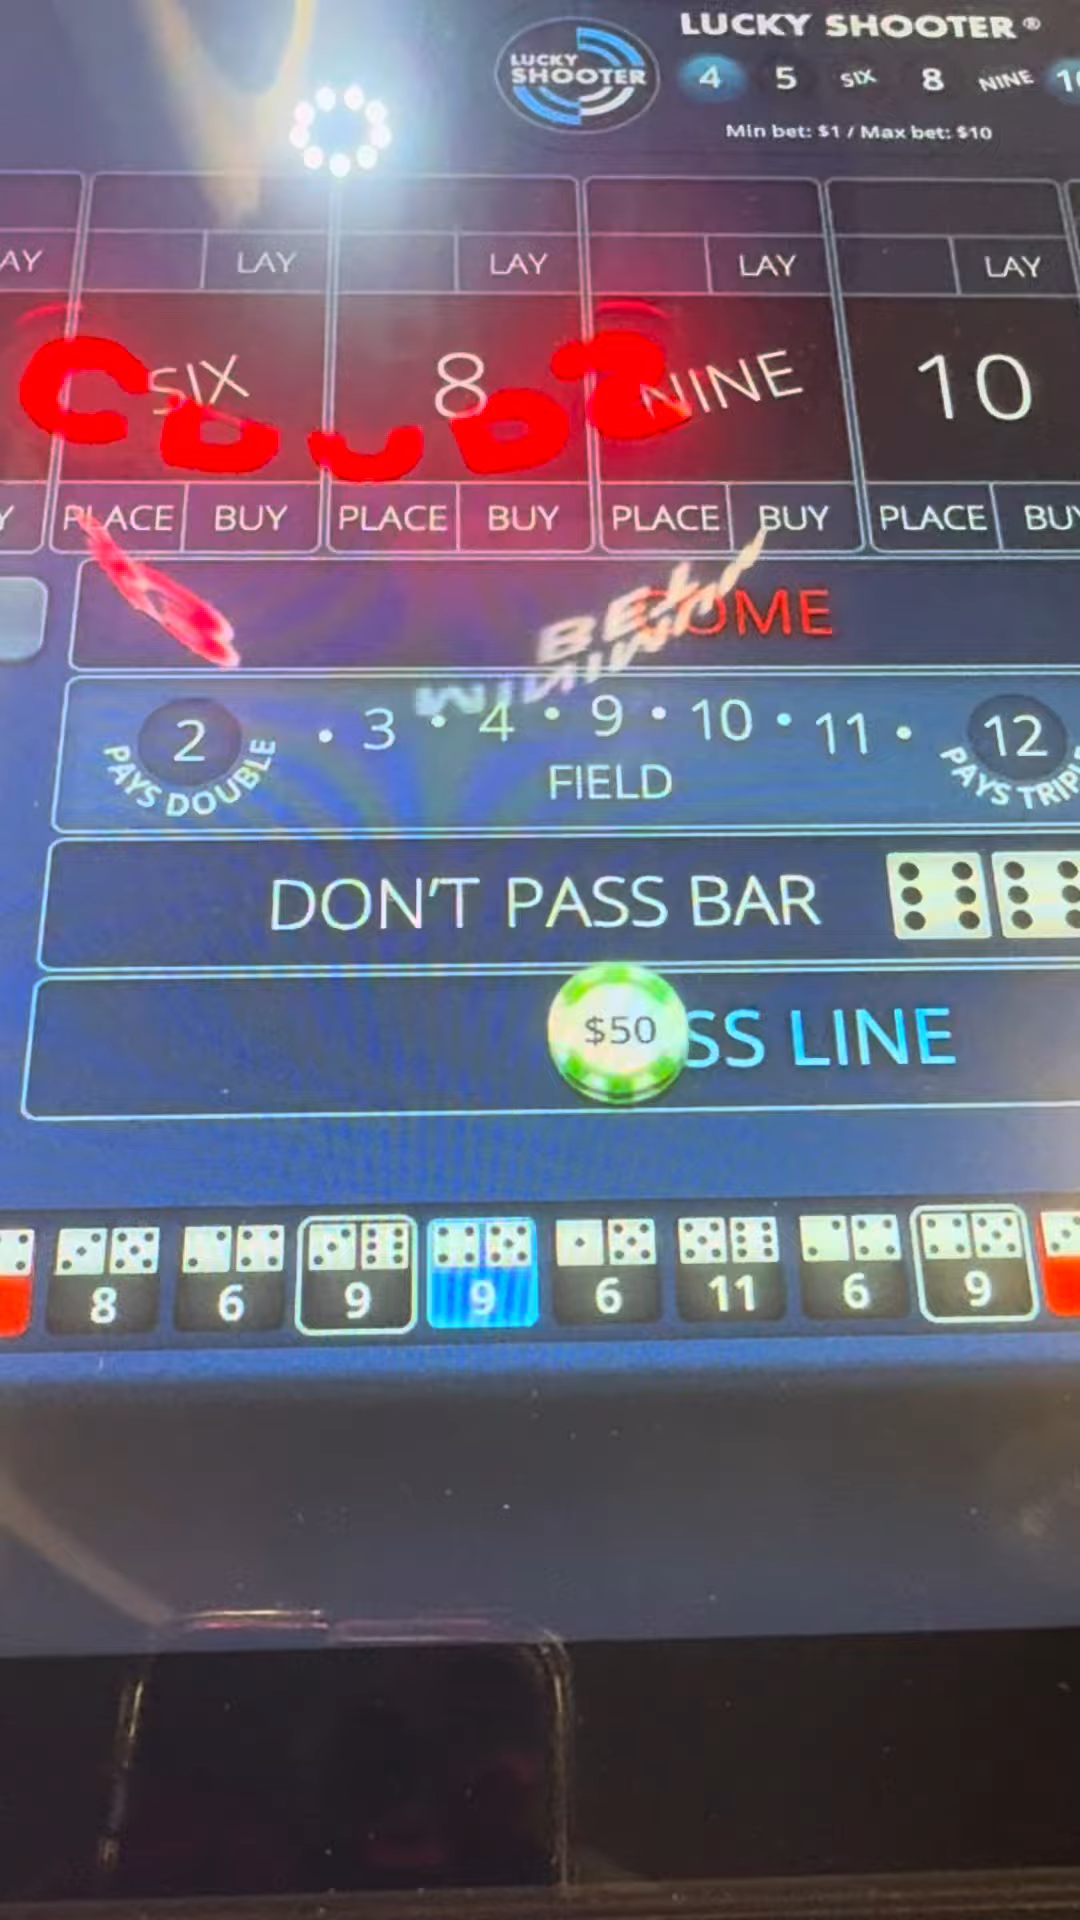 LUCKY SHOOTER®
LUCKY
SHOOTER
4 5 SIX 8 NINE
Min bet: $1 / Max bet: $10
LAY LAY LAY LAY
SIX 8 NINE 10
PLACE BUY PLACE BUY PLACE BUY PLACE
BET
2 PAYS DOUBLE • 3 • 4 • 9 • 10 • 11 • 12 PAYS
FIELD
DON'T PASS BAR
$50 SS LINE
8 6 9 9 6 11 6 9